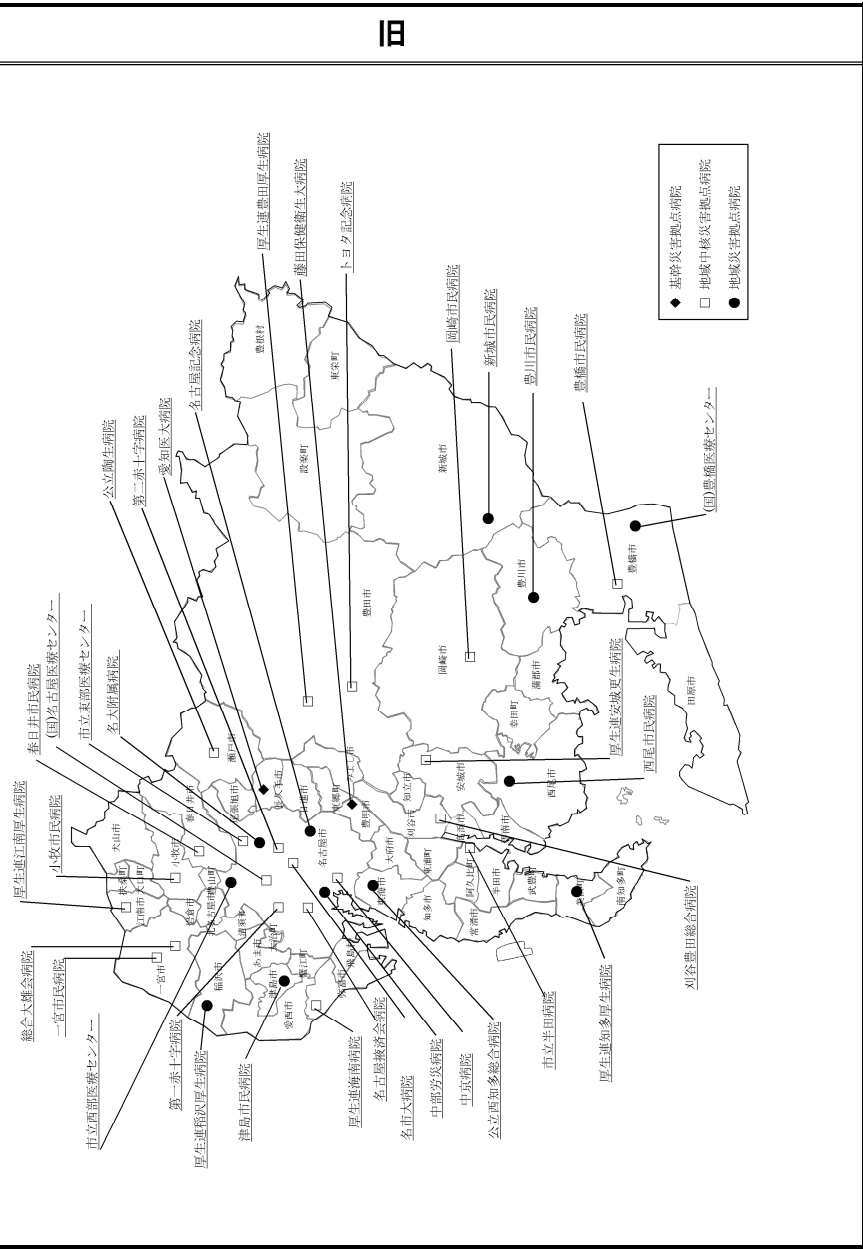 旧
厚生連豊田厚生病院
藤田保健衛生大病院
トヨタ記念病院
名古屋記念病院
愛知医大病院
第二赤十字病院
公立陶生病院
岡崎市民病院
新城市民病院
豊川市民病院
豊橋市民病院
(国)豊橋医療センター
◆ 基幹災害拠点病院
□ 地域中核災害拠点病院
● 地域災害拠点病院
名大附属病院
市立東部医療センター
(国)名古屋医療センター
春日井市民病院
小牧市民病院
厚生連江南厚生病院
総合大雄会病院
一宮市民病院
市立西部医療センター
第一赤十字病院
厚生連稲沢厚生病院
津島市民病院
厚生連海南病院
名古屋掖済会病院
名市大病院
中部労災病院
中京病院
公立西知多総合病院
市立半田病院
厚生連知多厚生病院
刈谷豊田総合病院
西尾市民病院
厚生連安城更生病院
豊根村
東栄町
設楽町
新城市
豊田市
豊川市
豊橋市
岡崎市
蒲郡市
幸田町
田原市
西尾市
安城市
知立市
刈谷市
瀬戸市
尾張旭市
長久手市
日進市
東郷町
みよし市
豊明市
名古屋市
大府市
東浦町
阿久比町
半田市
武豊町
南知多町
知多市
常滑市
東海市
犬山市
扶桑町
大口町
江南市
小牧市
春日井市
岩倉市
一宮市
稲沢市
あま市
津島市
愛西市
蟹江町
弥富市
飛島村